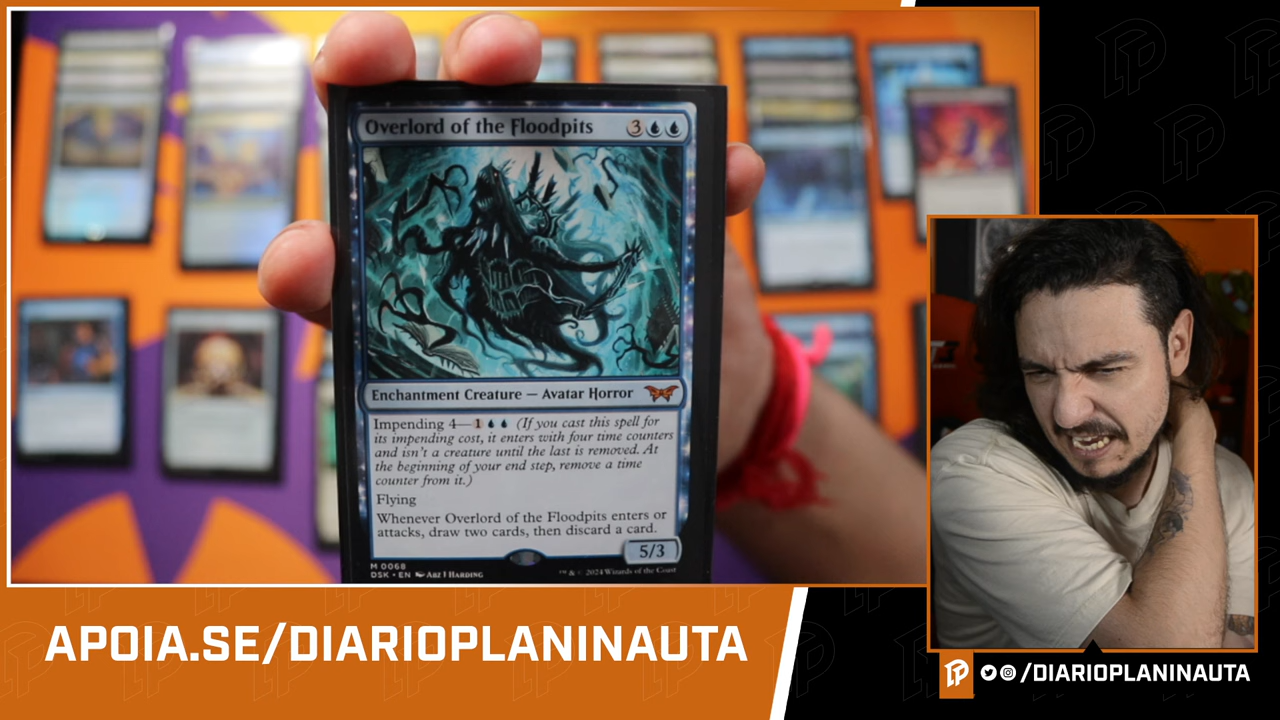 Overlord of the Floodpits 3
Enchantment Creature — Avatar Horror
Impending 4—1 (If you cast this spell for
its impending cost, it enters with four time counters
and isn't a creature until the last is removed. At
the beginning of your end step, remove a time
counter from it.)
Flying
Whenever Overlord of the Floodpits enters or
attacks, draw two cards, then discard a card.
5/3
M 0068
DSK • EN ABZ J HARDING
™ & © 2024 Wizards of the Coast
APOIA.SE/DIARIOPLANINAUTA
/DIARIOPLANINAUTA